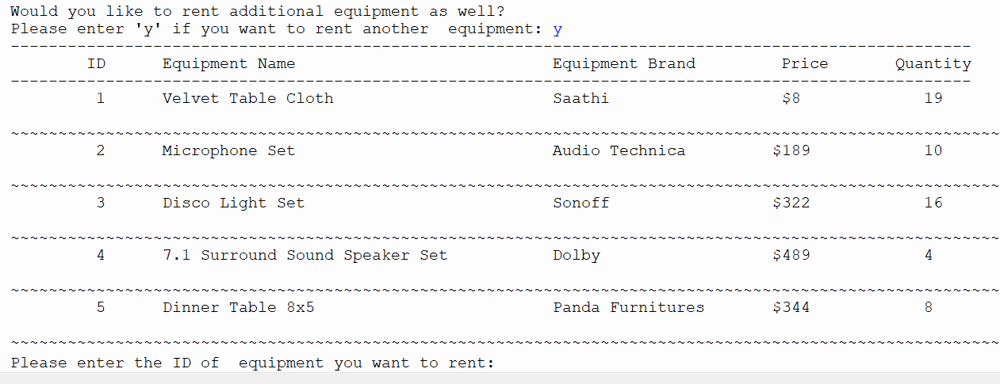 Would you like to rent additional equipment as well?
Please enter 'y' if you want to rent another  equipment: y
-----------------------------------------------------------------------------------------------------
ID      Equipment Name                           Equipment Brand         Price       Quantity
-----------------------------------------------------------------------------------------------------
1      Velvet Table Cloth                       Saathi                  $8             19
~~~~~~~~~~~~~~~~~~~~~~~~~~~~~~~~~~~~~~~~~~~~~~~~~~~~~~~~~~~~~~~~~~~~~~~~~~~~~~~~~~~~~~~~~~~~~~~~~~~~~~~~
2      Microphone Set                           Audio Technica         $189            10
~~~~~~~~~~~~~~~~~~~~~~~~~~~~~~~~~~~~~~~~~~~~~~~~~~~~~~~~~~~~~~~~~~~~~~~~~~~~~~~~~~~~~~~~~~~~~~~~~~~~~~~~
3      Disco Light Set                          Sonoff                 $322            16
~~~~~~~~~~~~~~~~~~~~~~~~~~~~~~~~~~~~~~~~~~~~~~~~~~~~~~~~~~~~~~~~~~~~~~~~~~~~~~~~~~~~~~~~~~~~~~~~~~~~~~~~
4      7.1 Surround Sound Speaker Set           Dolby                  $489            4
~~~~~~~~~~~~~~~~~~~~~~~~~~~~~~~~~~~~~~~~~~~~~~~~~~~~~~~~~~~~~~~~~~~~~~~~~~~~~~~~~~~~~~~~~~~~~~~~~~~~~~~~
5      Dinner Table 8x5                         Panda Furnitures       $344            8
~~~~~~~~~~~~~~~~~~~~~~~~~~~~~~~~~~~~~~~~~~~~~~~~~~~~~~~~~~~~~~~~~~~~~~~~~~~~~~~~~~~~~~~~~~~~~~~~~~~~~~~~
Please enter the ID of  equipment you want to rent: